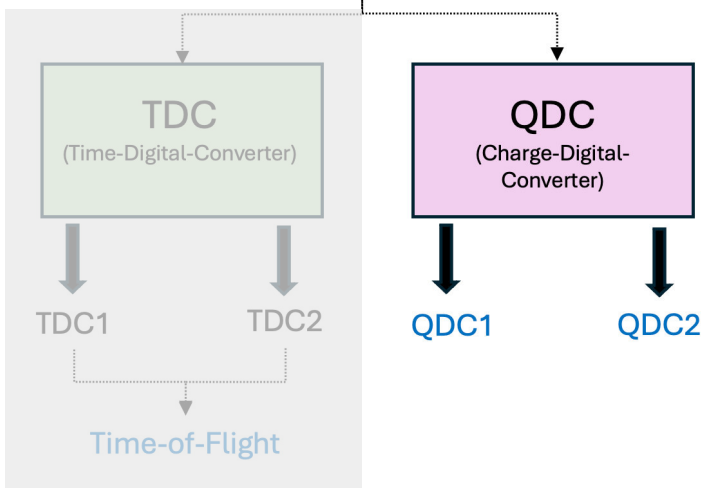 TDC
(Time-Digital-Converter)
QDC
(Charge-Digital-
Converter)
TDC1
TDC2
QDC1
QDC2
Time-of-Flight